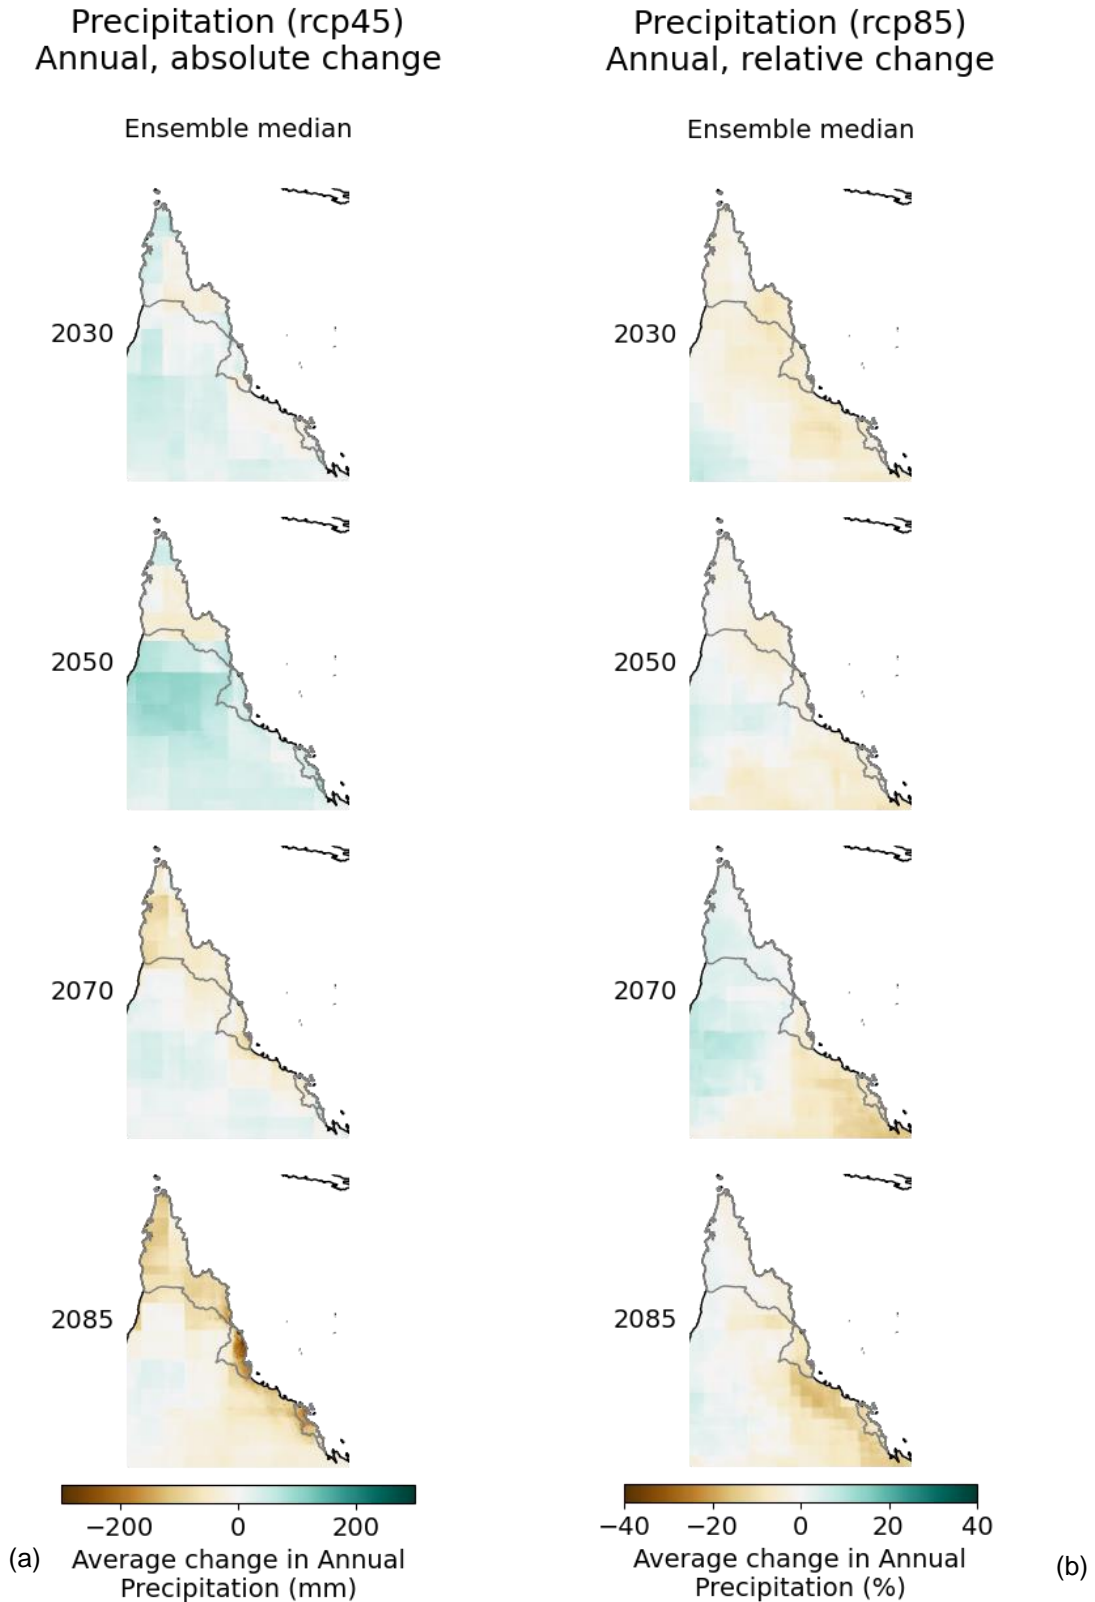 Precipitation (rcp45)
Annual, absolute change
Ensemble median
2030
2050
2070
2085
−200 0 200
Average change in Annual
Precipitation (mm)
(a)
Precipitation (rcp85)
Annual, relative change
Ensemble median
2030
2050
2070
2085
−40 −20 0 20 40
Average change in Annual
Precipitation (%)
(b)